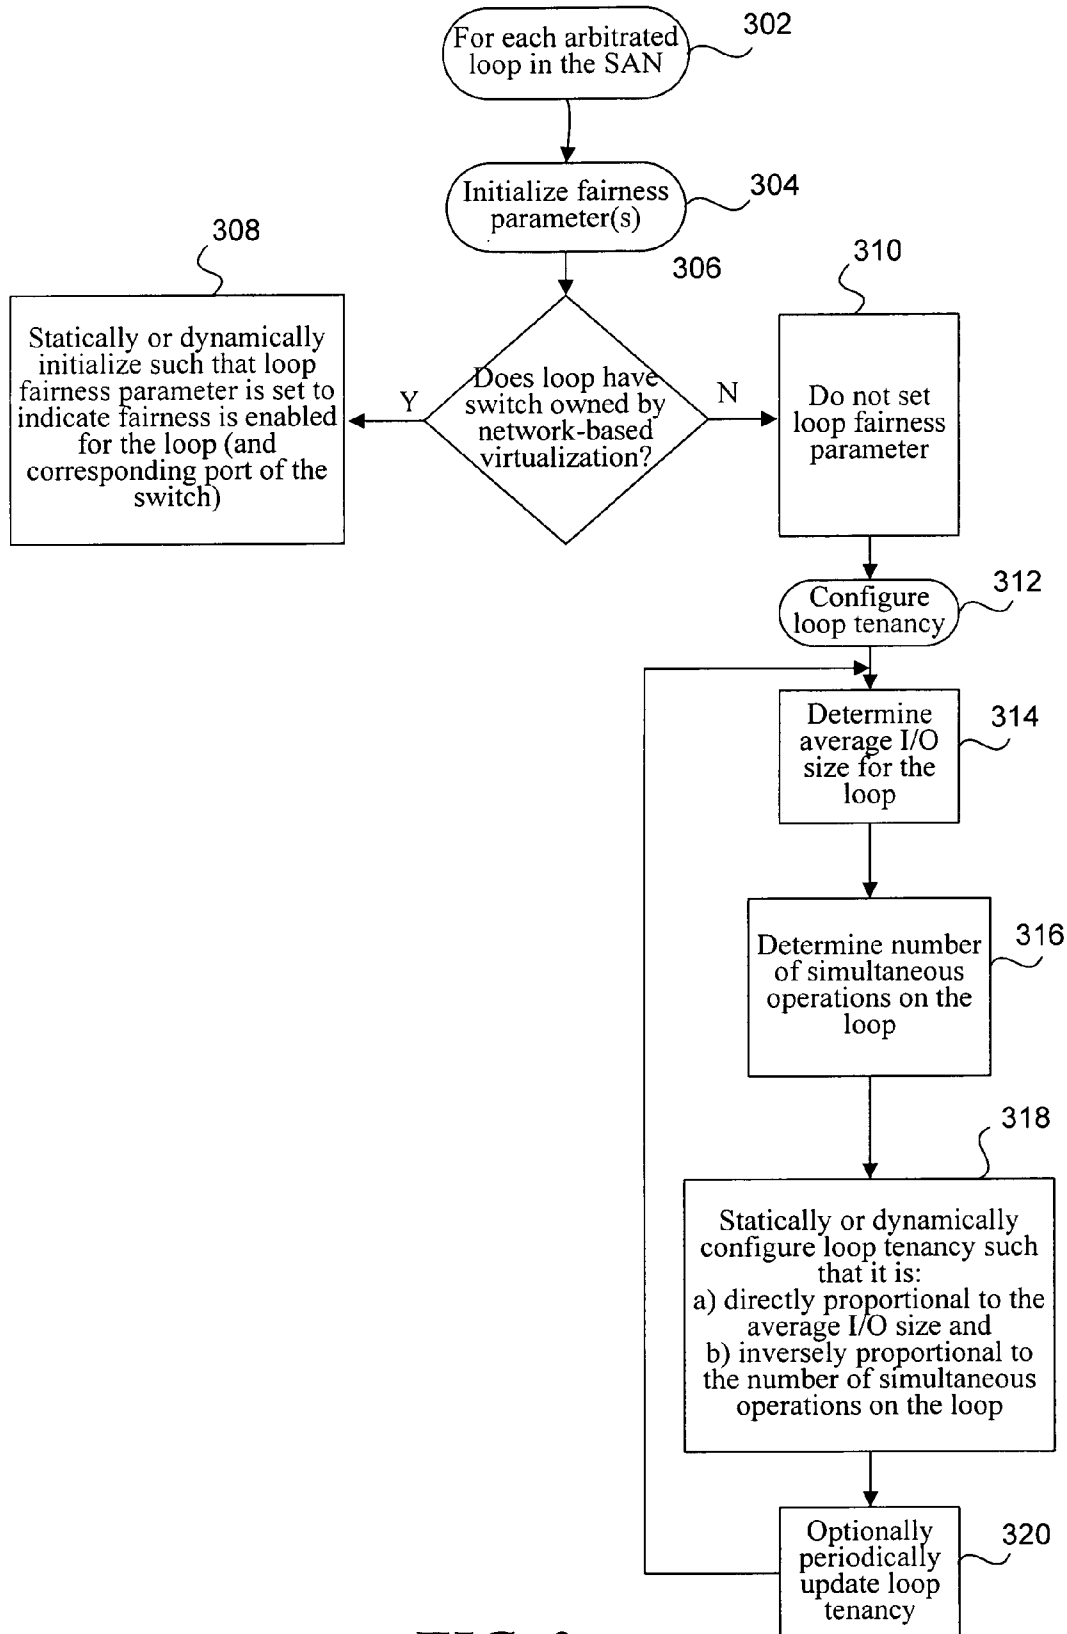 302
For each arbitrated
loop in the SAN
304
Initialize fairness
parameter(s)
308
306
310
Statically or dynamically
initialize such that loop
fairness parameter is set to
indicate fairness is enabled
for the loop (and
corresponding port of the
switch)
Y
Does loop have
switch owned by
network-based
virtualization?
N
Do not set
loop fairness
parameter
312
Configure
loop tenancy
314
Determine
average I/O
size for the
loop
316
Determine number
of simultaneous
operations on the
loop
318
Statically or dynamically
configure loop tenancy such
that it is:
a) directly proportional to the
average I/O size and
b) inversely proportional to
the number of simultaneous
operations on the loop
320
Optionally
periodically
update loop
tenancy